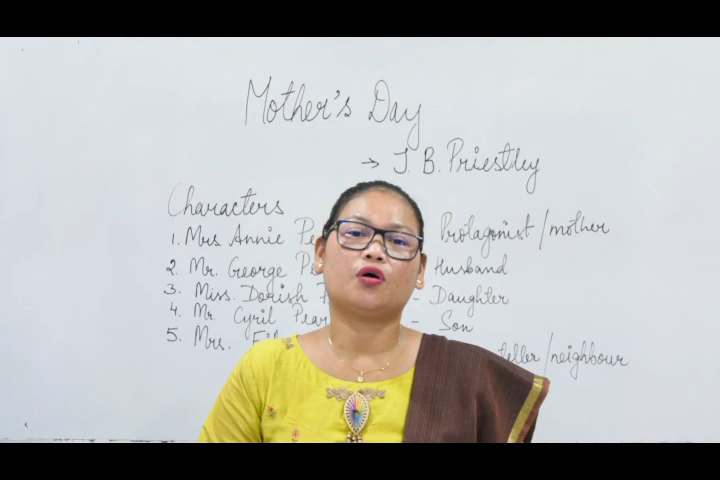 Mother's Day
→ J. B. Priestley
Characters
1. Mrs Annie Pe Protagonist/mother
2. Mr. George Pe Husband
3. Miss. Dorish - Daughter
4. Mr. Cyril Pear - Son
5. Mrs. teller/neighbour